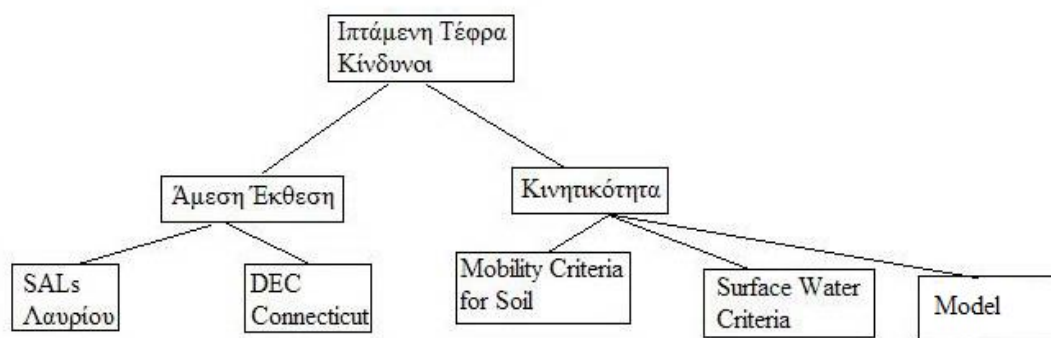 Ιπτάμενη Τέφρα
Κίνδυνοι
Άμεση Έκθεση
Κινητικότητα
SALs
Λαυρίου
DEC
Connecticut
Mobility Criteria
for Soil
Surface Water
Criteria
Model